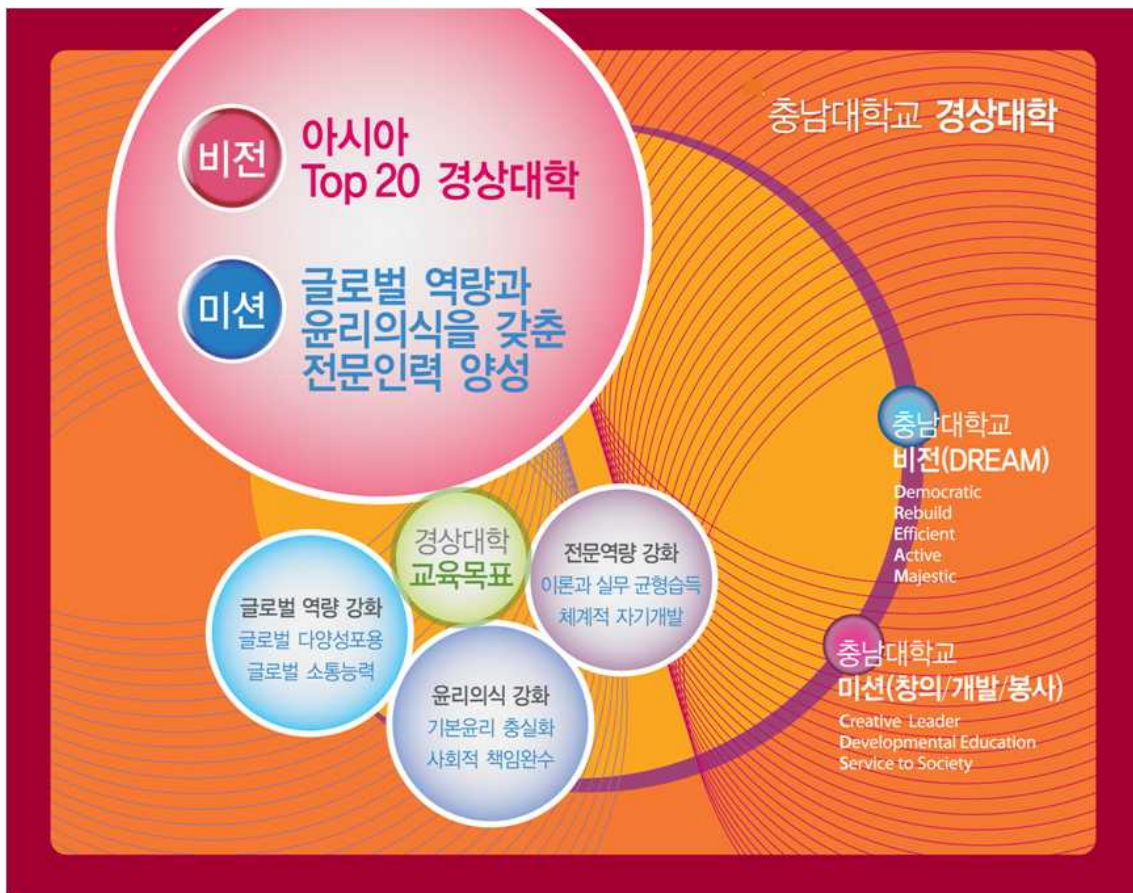 충남대학교 경상대학
비전
아시아
Top 20 경상대학
미션
글로벌 역량과
윤리의식을 갖춘
전문인력 양성
경상대학
교육목표
글로벌 역량 강화
글로벌 다양성포용
글로벌 소통능력
윤리의식 강화
기본윤리 충실화
사회적 책임완수
전문역량 강화
이론과 실무 균형습득
체계적 자기개발
충남대학교
비전(DREAM)
Democratic
Rebuild
Efficient
Active
Majestic
충남대학교
미션(창의/개발/봉사)
Creative Leader
Developmental Education
Service to Society